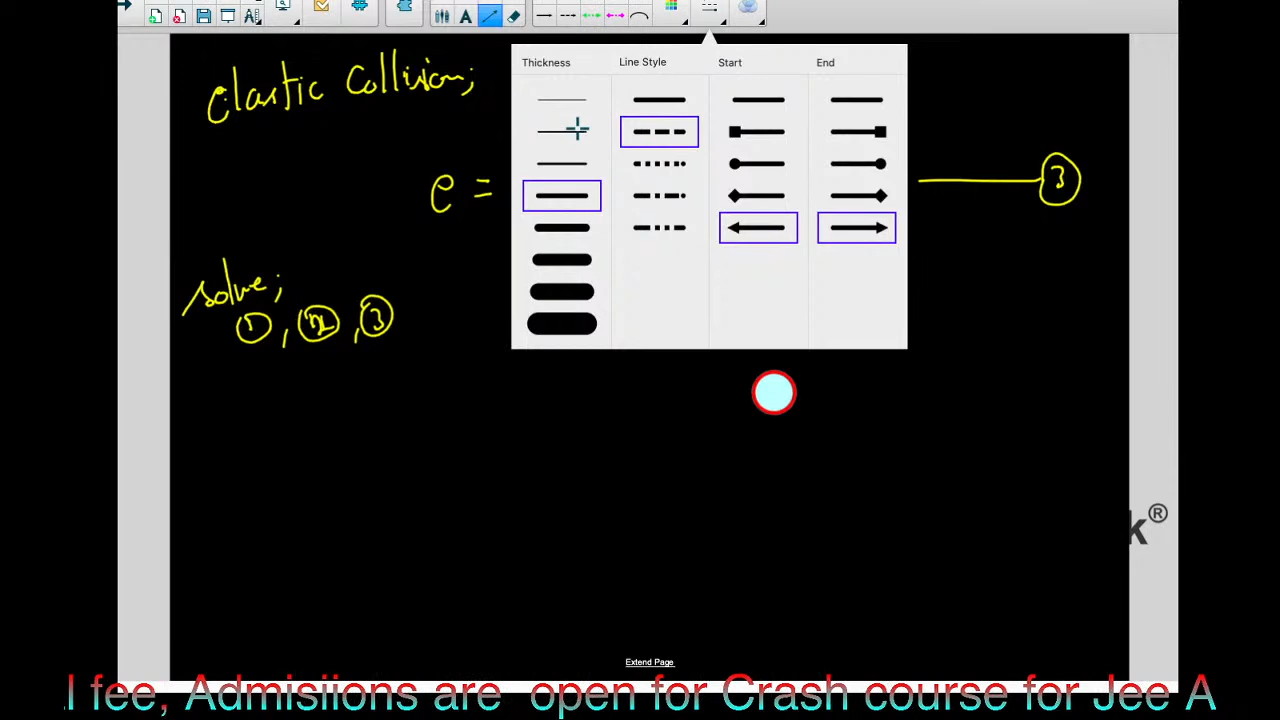 Thickness Line Style Start End
Elastic Collision;
e = ③
solve;
①, ②, ③
k®
Extend Page
l fee, Admisiions are open for Crash course for Jee A